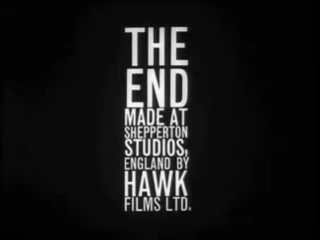 THE
END
MADE AT
SHEPPERTON
STUDIOS,
ENGLAND BY
HAWK
FILMS LTD.